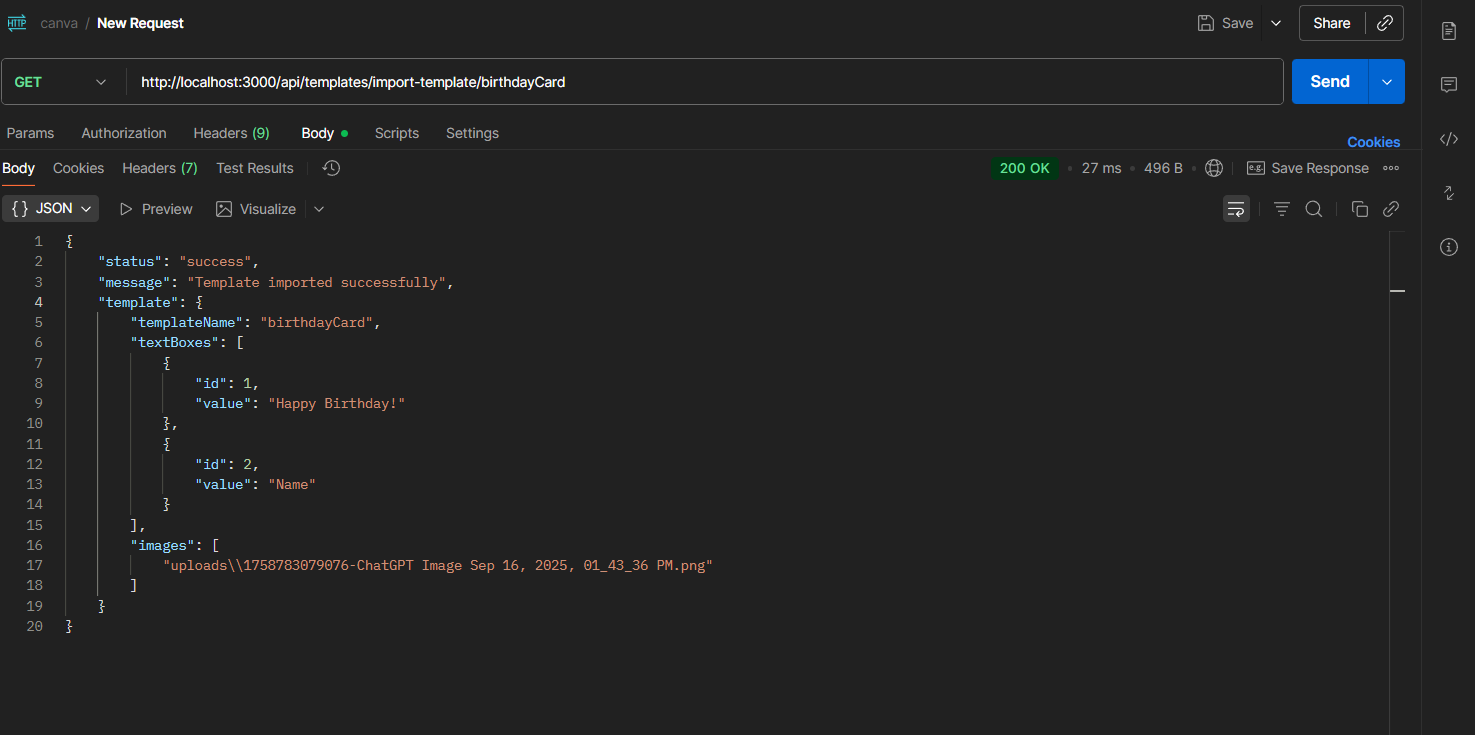 HTTP canva / New Request Save Share
GET http://localhost:3000/api/templates/import-template/birthdayCard Send
Params Authorization Headers (9) Body Scripts Settings
Cookies
Body Cookies Headers (7) Test Results 200 OK • 27 ms • 496 B • e.g. Save Response
{} JSON Preview Visualize
1 {
2 "status": "success",
3 "message": "Template imported successfully",
4 "template": {
5 "templateName": "birthdayCard",
6 "textBoxes": [
7 {
8 "id": 1,
9 "value": "Happy Birthday!"
10 },
11 {
12 "id": 2,
13 "value": "Name"
14 }
15 ],
16 "images": [
17 "uploads\\1758783079076-ChatGPT Image Sep 16, 2025, 01_43_36 PM.png"
18 ]
19 }
20 }